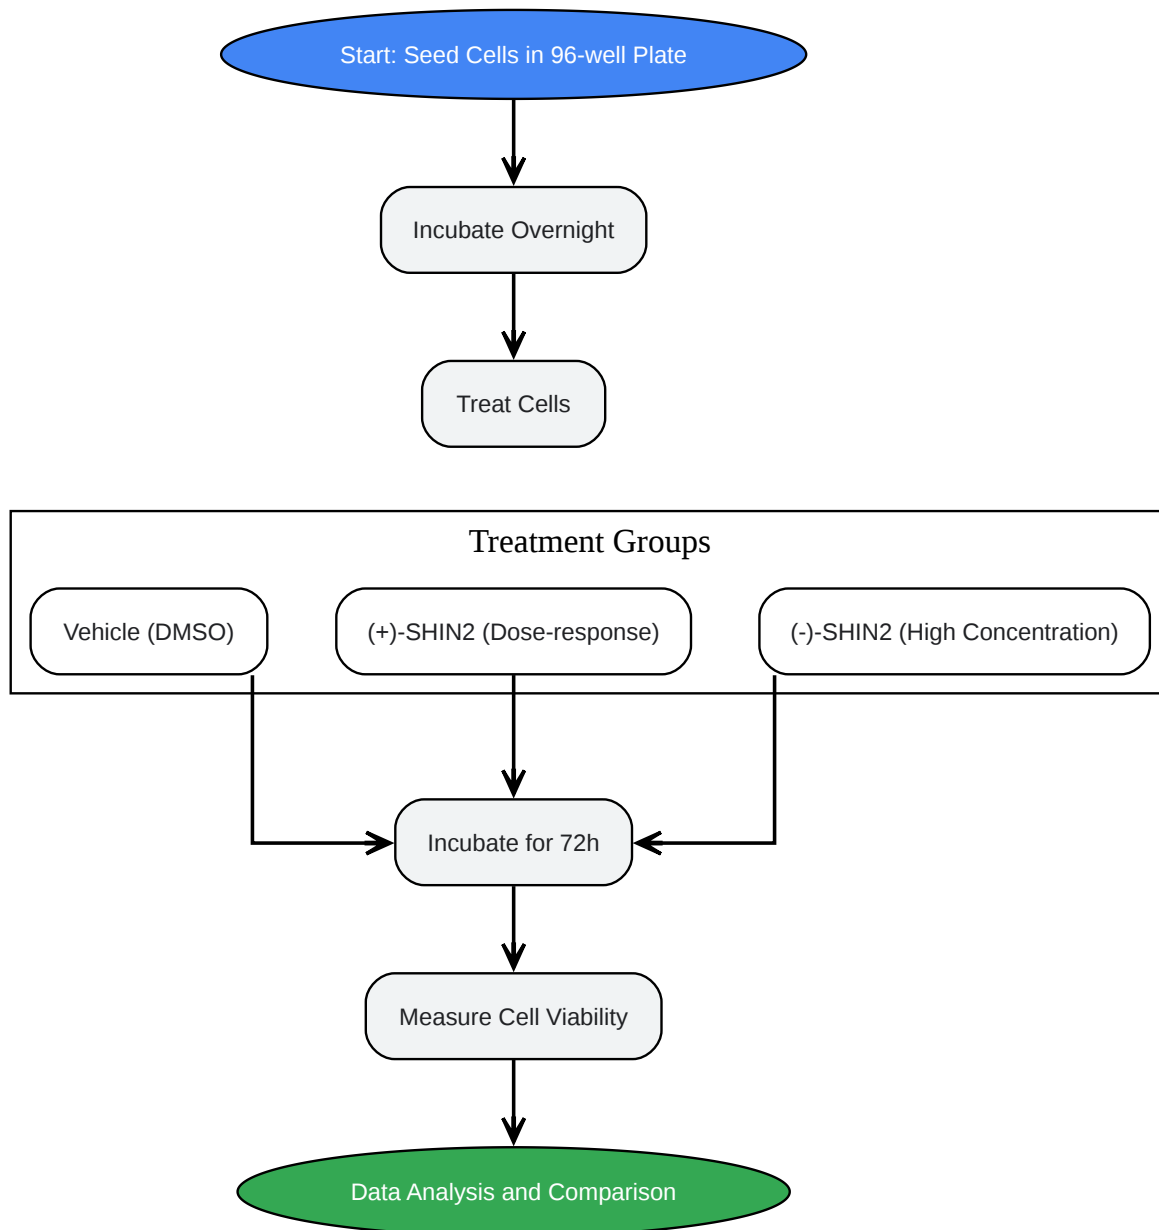 Start: Seed Cells in 96-well Plate
Incubate Overnight
Treat Cells
Treatment Groups
Vehicle (DMSO)
(+)-SHIN2 (Dose-response)
(-)-SHIN2 (High Concentration)
Incubate for 72h
Measure Cell Viability
Data Analysis and Comparison